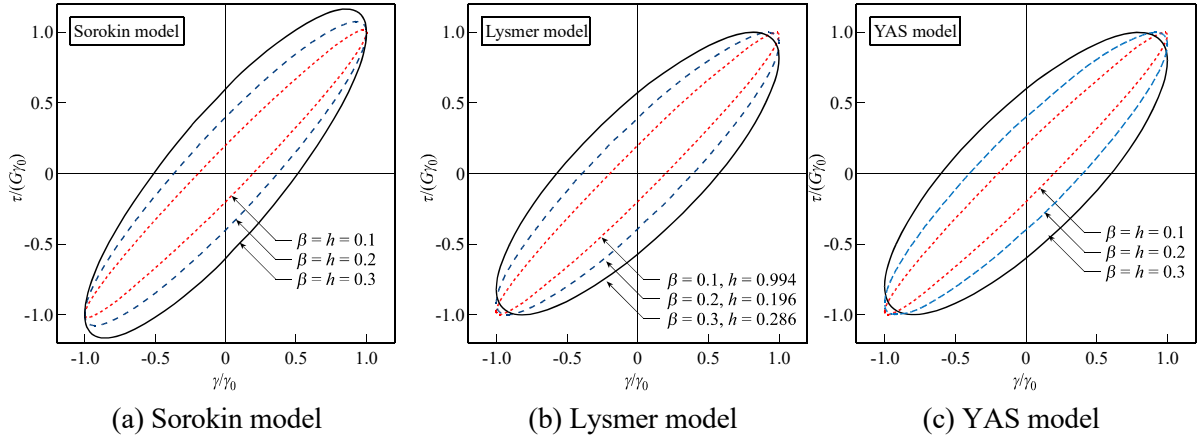 Sorokin model
1.0
0.5
0
-0.5
-1.0
τ/(Gγ₀)
β = h = 0.1
β = h = 0.2
β = h = 0.3
-1.0 -0.5 0 0.5 1.0
γ/γ₀
(a) Sorokin model
Lysmer model
1.0
0.5
0
-0.5
-1.0
τ/(Gγ₀)
β = 0.1, h = 0.994
β = 0.2, h = 0.196
β = 0.3, h = 0.286
-1.0 -0.5 0 0.5 1.0
γ/γ₀
(b) Lysmer model
YAS model
1.0
0.5
0
-0.5
-1.0
τ/(Gγ₀)
β = h = 0.1
β = h = 0.2
β = h = 0.3
-1.0 -0.5 0 0.5 1.0
γ/γ₀
(c) YAS model